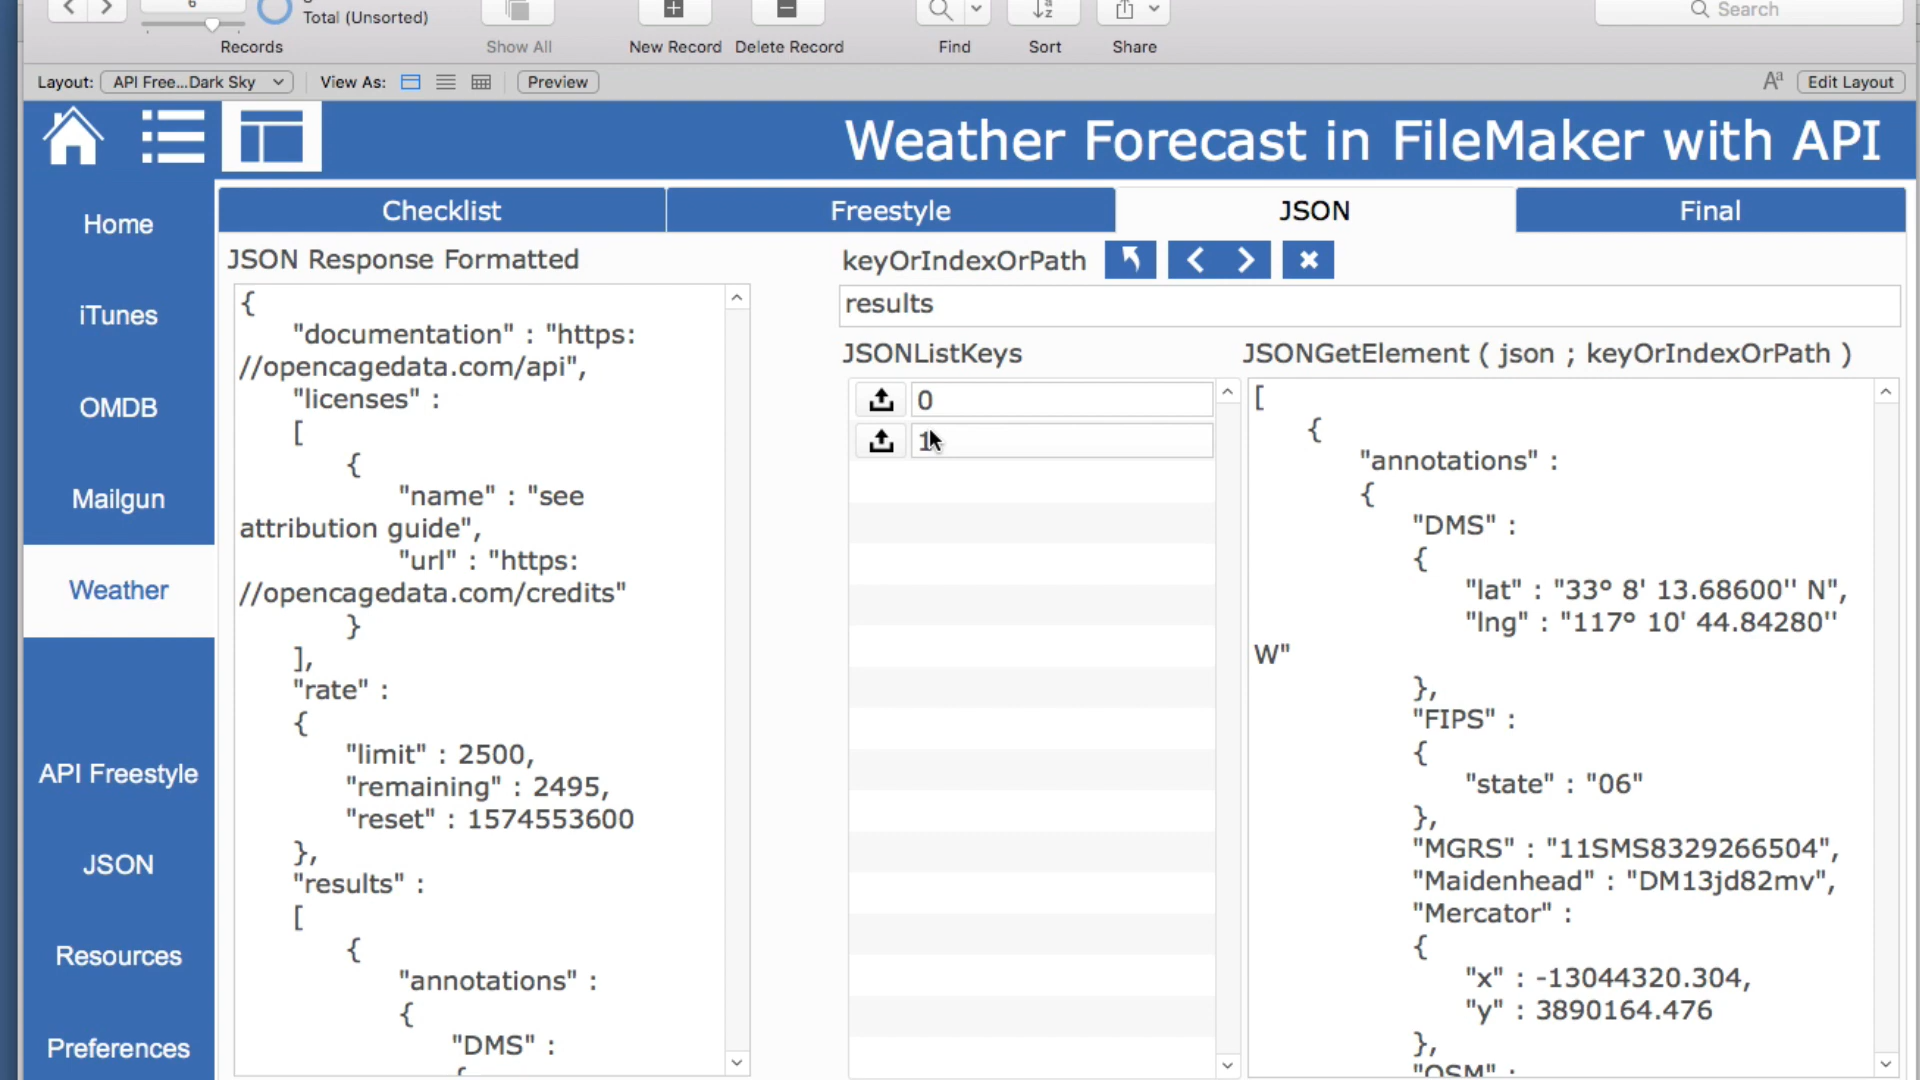 6
Total (Unsorted)
Search
Records
Show All
New Record
Delete Record
Find
Sort
Share
Layout:
API Free...Dark Sky
View As:
Preview
Aa
Edit Layout
Weather Forecast in FileMaker with API
Home
iTunes
OMDB
Mailgun
Weather
API Freestyle
JSON
Resources
Preferences
Checklist
Freestyle
JSON
Final
JSON Response Formatted
{
"documentation" : "https:
//opencagedata.com/api",
"licenses" :
[
{
"name" : "see
attribution guide",
"url" : "https:
//opencagedata.com/credits"
}
],
"rate" :
{
"limit" : 2500,
"remaining" : 2495,
"reset" : 1574553600
},
"results" :
[
{
"annotations" :
{
"DMS" :
{
keyOrIndexOrPath
results
JSONListKeys
0
1
JSONGetElement ( json ; keyOrIndexOrPath )
[
{
"annotations" :
{
"DMS" :
{
"lat" : "33° 8' 13.68600'' N",
"lng" : "117° 10' 44.84280''
W"
},
"FIPS" :
{
"state" : "06"
},
"MGRS" : "11SMS8329266504",
"Maidenhead" : "DM13jd82mv",
"Mercator" :
{
"x" : -13044320.304,
"y" : 3890164.476
},
"OSM" :